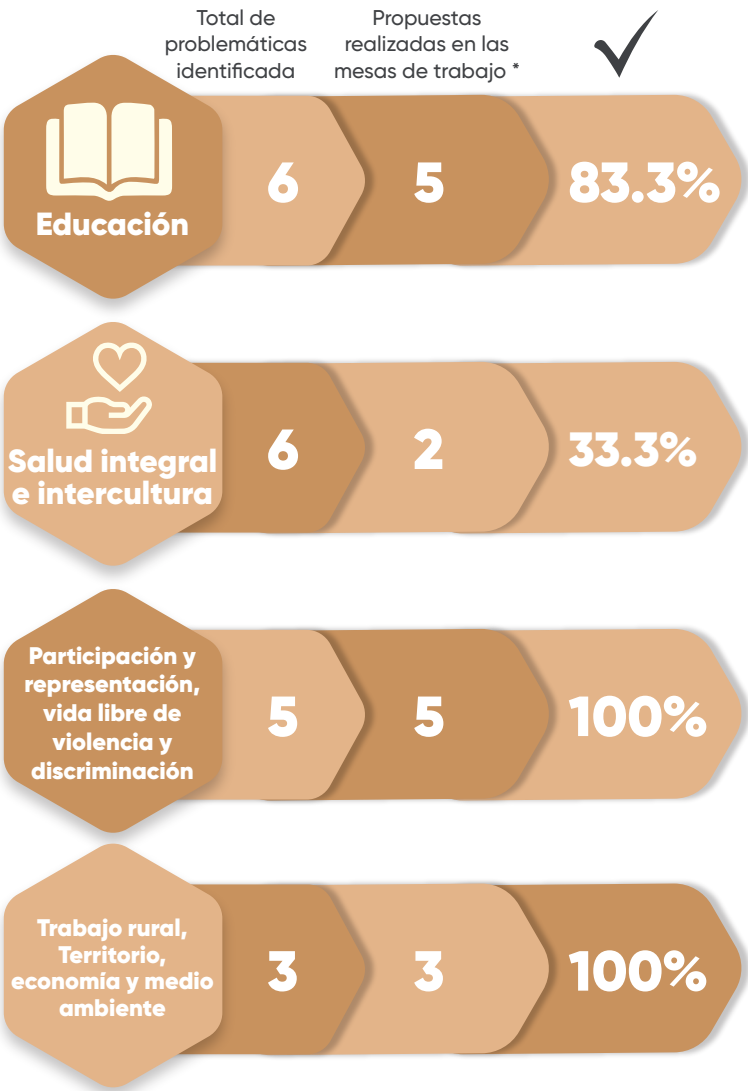 Total de
problemáticas
identificada
Propuestas
realizadas en las
mesas de trabajo *
Educación
6
5
83.3%
Salud integral
e intercultura
6
2
33.3%
Participación y
representación,
vida libre de
violencia y
discriminación
5
5
100%
Trabajo rural,
Territorio,
economía y medio
ambiente
3
3
100%